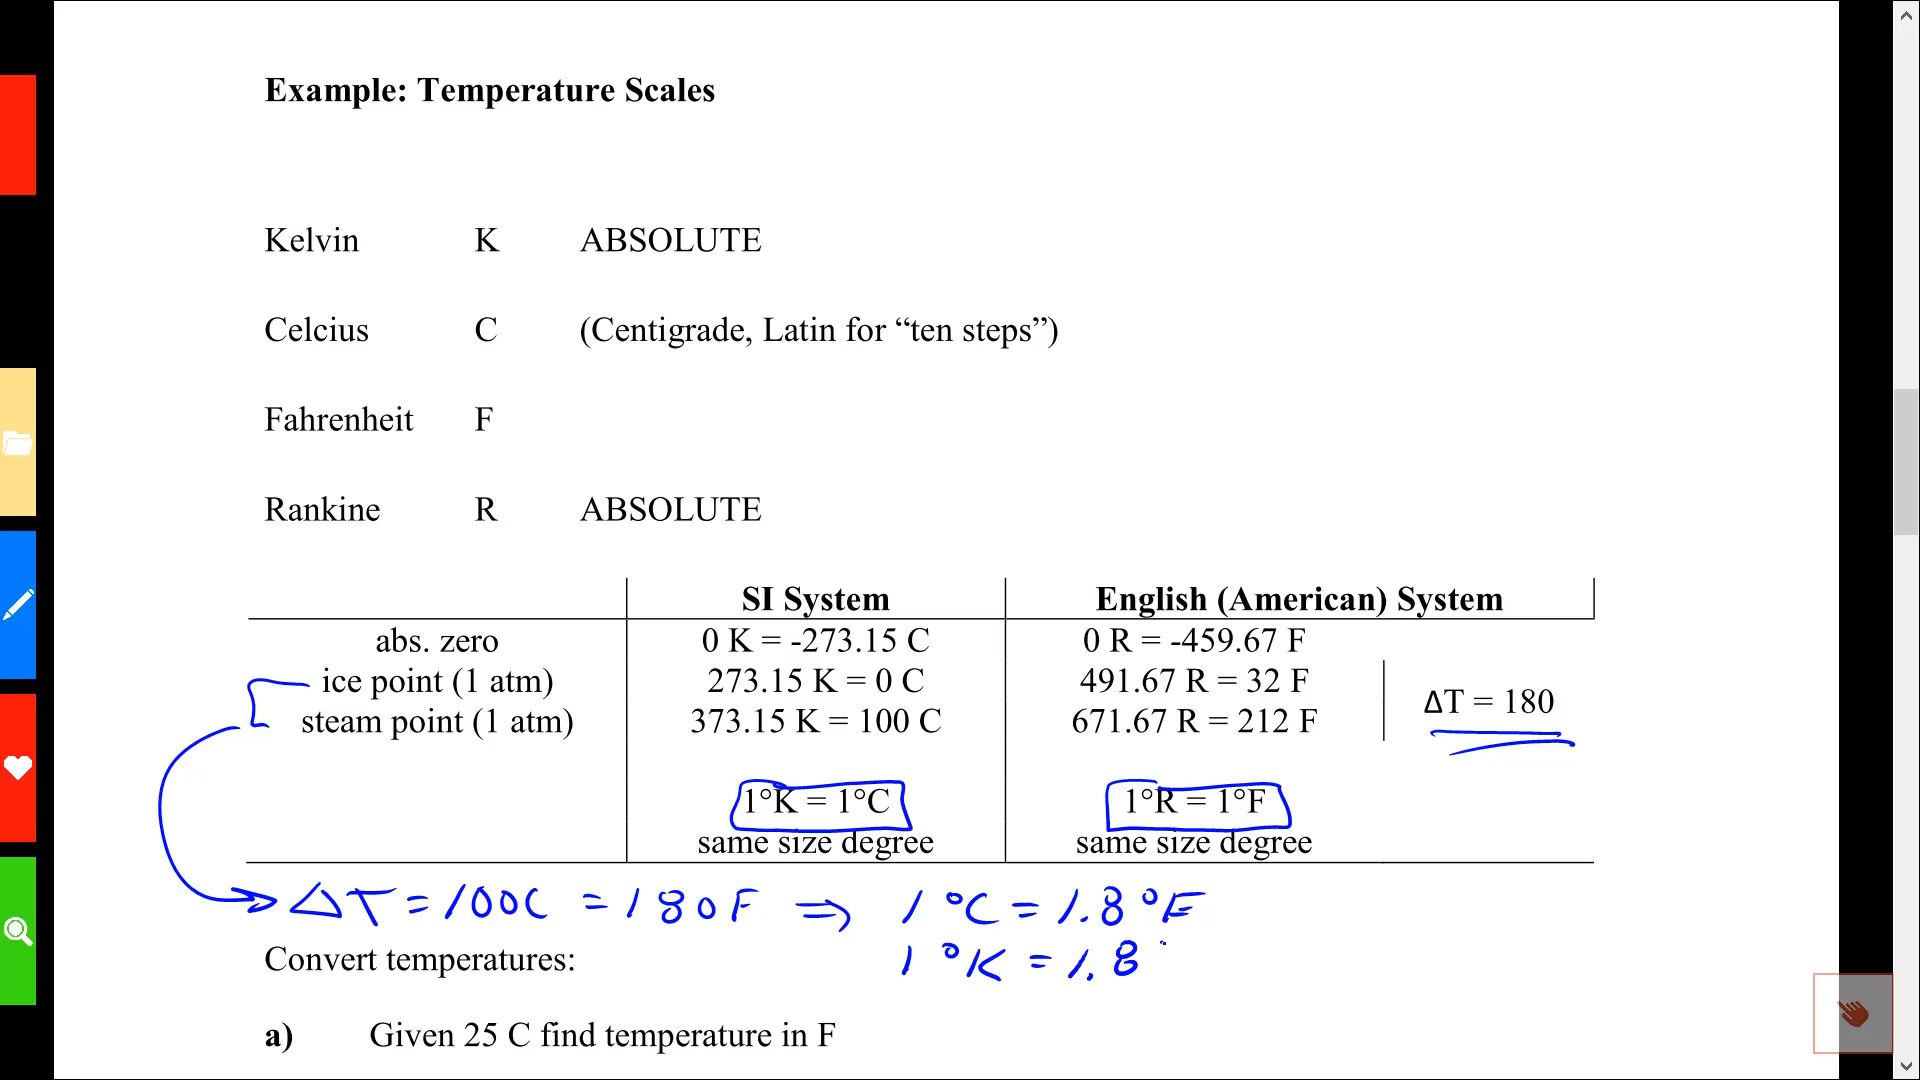 Example: Temperature Scales
Kelvin K ABSOLUTE
Celcius C (Centigrade, Latin for “ten steps”)
Fahrenheit F
Rankine R ABSOLUTE
SI System English (American) System
abs. zero 0 K = -273.15 C 0 R = -459.67 F
ice point (1 atm) 273.15 K = 0 C 491.67 R = 32 F
ΔT = 180
steam point (1 atm) 373.15 K = 100 C 671.67 R = 212 F
1°K = 1°C 1°R = 1°F
same size degree same size degree
ΔT = 100C = 180F ⇒ 1°C = 1.8°F
1°K = 1.8
Convert temperatures:
a) Given 25 C find temperature in F